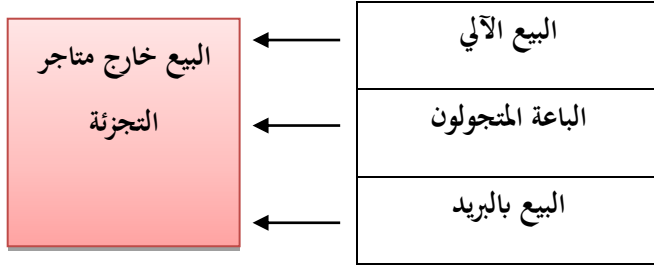 البيع الآلي
الباعة المتجولون
البيع بالبريد
البيع خارج متاجر
التجزئة